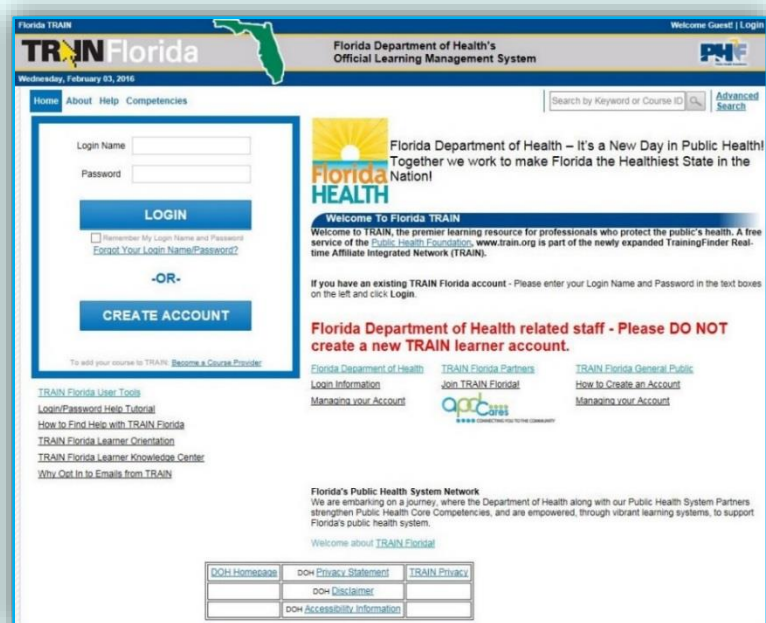 Florida TRAIN
Welcome Guest! | Login
TRAIN Florida
Florida Department of Health's
Official Learning Management System
PHF
Wednesday, February 03, 2016
Home About Help Competencies
Search by Keyword or Course ID
Advanced
Search
Login Name
Password
LOGIN
Remember My Login Name and Password
Forgot Your Login Name/Password?
-OR-
CREATE ACCOUNT
To add your course to TRAIN: Become a Course Provider
TRAIN Florida User Tools
Login/Password Help Tutorial
How to Find Help with TRAIN Florida
TRAIN Florida Learner Orientation
TRAIN Florida Learner Knowledge Center
Why Opt In to Emails from TRAIN
Florida
HEALTH
Florida Department of Health – It's a New Day in Public Health!
Together we work to make Florida the Healthiest State in the
Nation!
Welcome To Florida TRAIN
Welcome to TRAIN, the premier learning resource for professionals who protect the public's health. A free
service of the Public Health Foundation, www.train.org is part of the newly expanded TrainingFinder Real-
time Affiliate Integrated Network (TRAIN).
If you have an existing TRAIN Florida account - Please enter your Login Name and Password in the text boxes
on the left and click Login.
Florida Department of Health related staff - Please DO NOT
create a new TRAIN learner account.
Florida Department of Health TRAIN Florida Partners TRAIN Florida General Public
Login Information Join TRAIN Florida! How to Create an Account
Managing your Account Managing your Account
apdCares
CONNECTING YOU TO THE COMMUNITY
Florida's Public Health System Network
We are embarking on a journey, where the Department of Health along with our Public Health System Partners
strengthen Public Health Core Competencies, and are empowered, through vibrant learning systems, to support
Florida's public health system.
Welcome about TRAIN Florida!
DOH Homepage DOH Privacy Statement TRAIN Privacy
DOH Disclaimer
DOH Accessibility Information